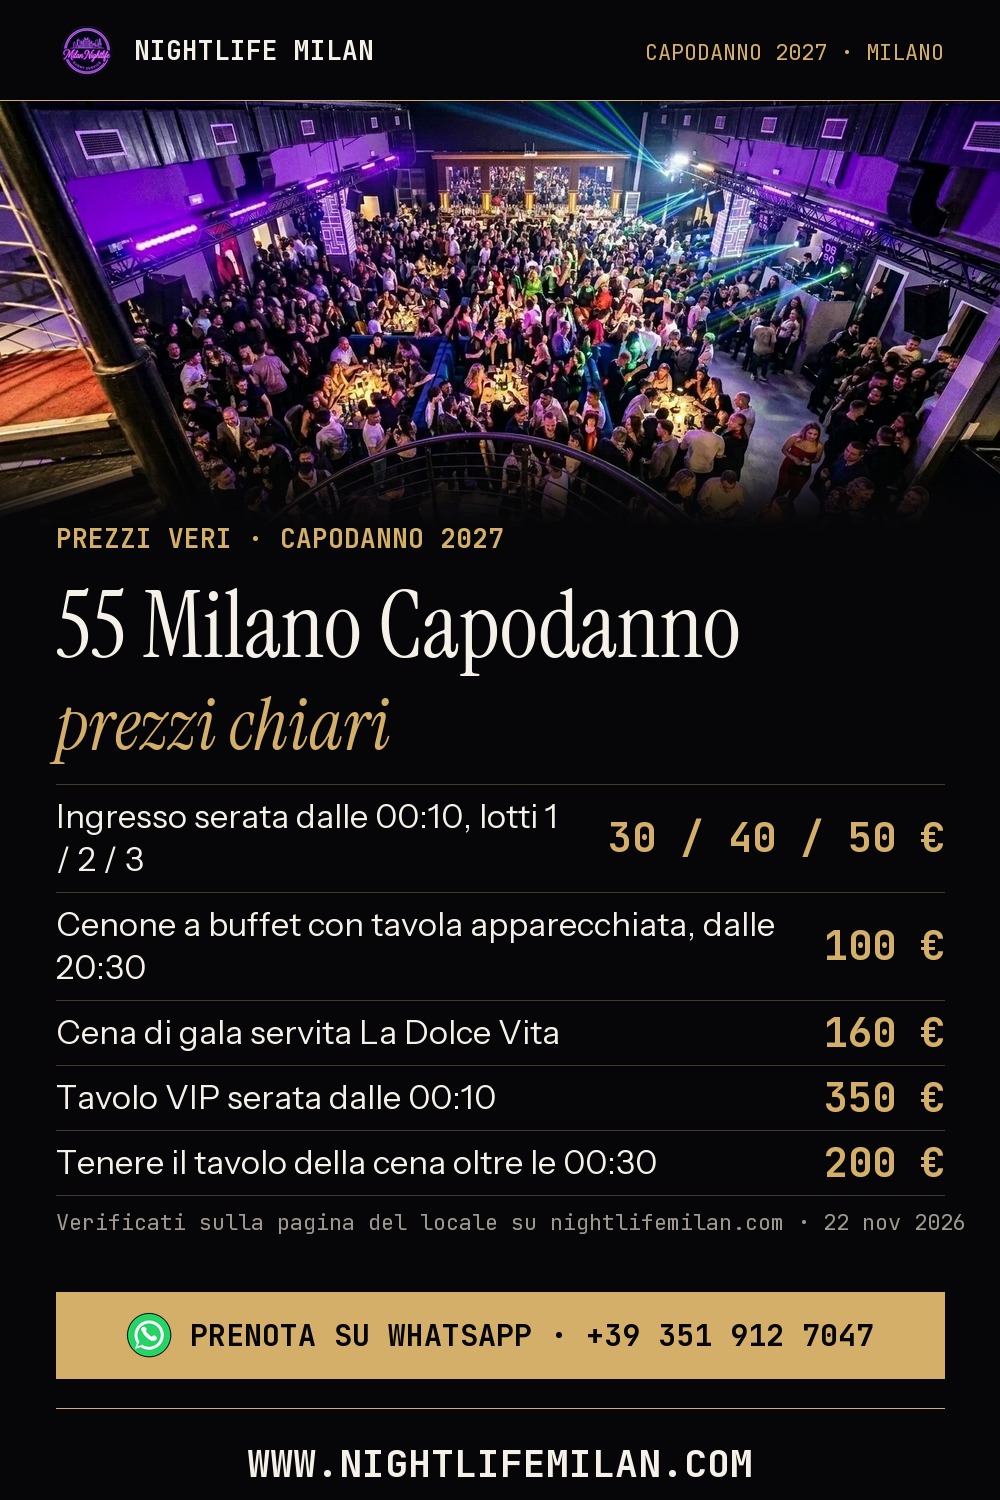 Milan Nightlife
NIGHTLIFE MILAN
CAPODANNO 2027 · MILANO
PREZZI VERI · CAPODANNO 2027
55 Milano Capodanno
prezzi chiari
Ingresso serata dalle 00:10, lotti 1
/ 2 / 3
30 / 40 / 50 €
Cenone a buffet con tavola apparecchiata, dalle
20:30
100 €
Cena di gala servita La Dolce Vita
160 €
Tavolo VIP serata dalle 00:10
350 €
Tenere il tavolo della cena oltre le 00:30
200 €
Verificati sulla pagina del locale su nightlifemilan.com · 22 nov 2026
PRENOTA SU WHATSAPP · +39 351 912 7047
WWW.NIGHTLIFEMILAN.COM